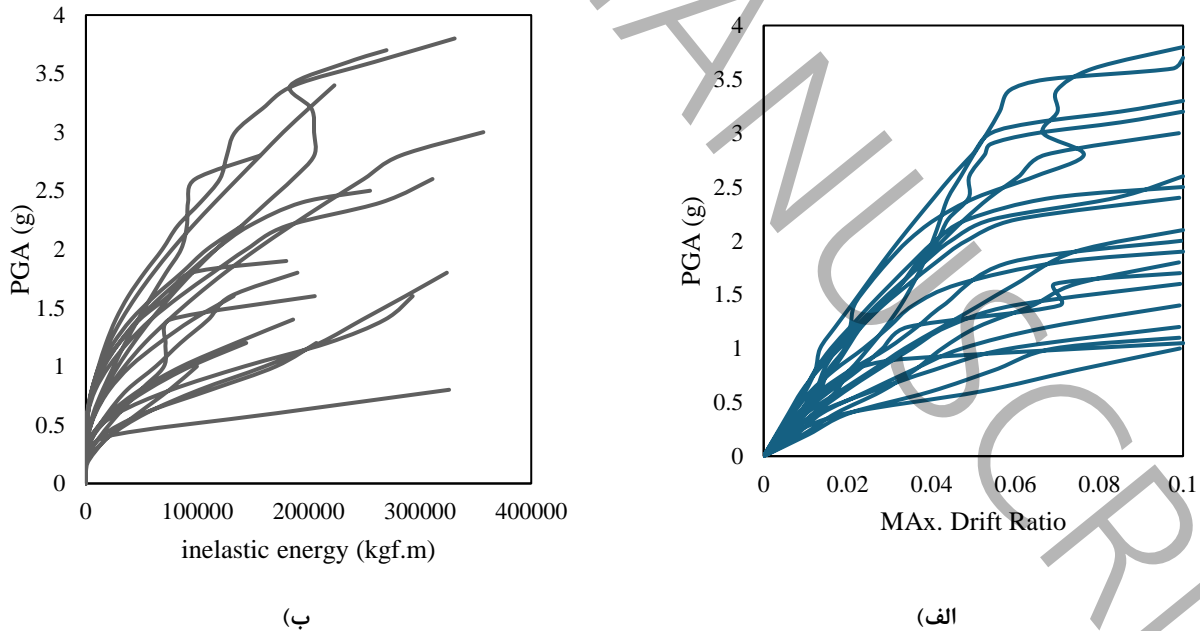 4
3.5
3
2.5
2
1.5
1
0.5
0
PGA (g)
0 100000 200000 300000 400000
inelastic energy (kgf.m)
ب)
4
3.5
3
2.5
2
1.5
1
0.5
0
PGA (g)
0 0.02 0.04 0.06 0.08 0.1
MAx. Drift Ratio
الف)
MANUSCRI